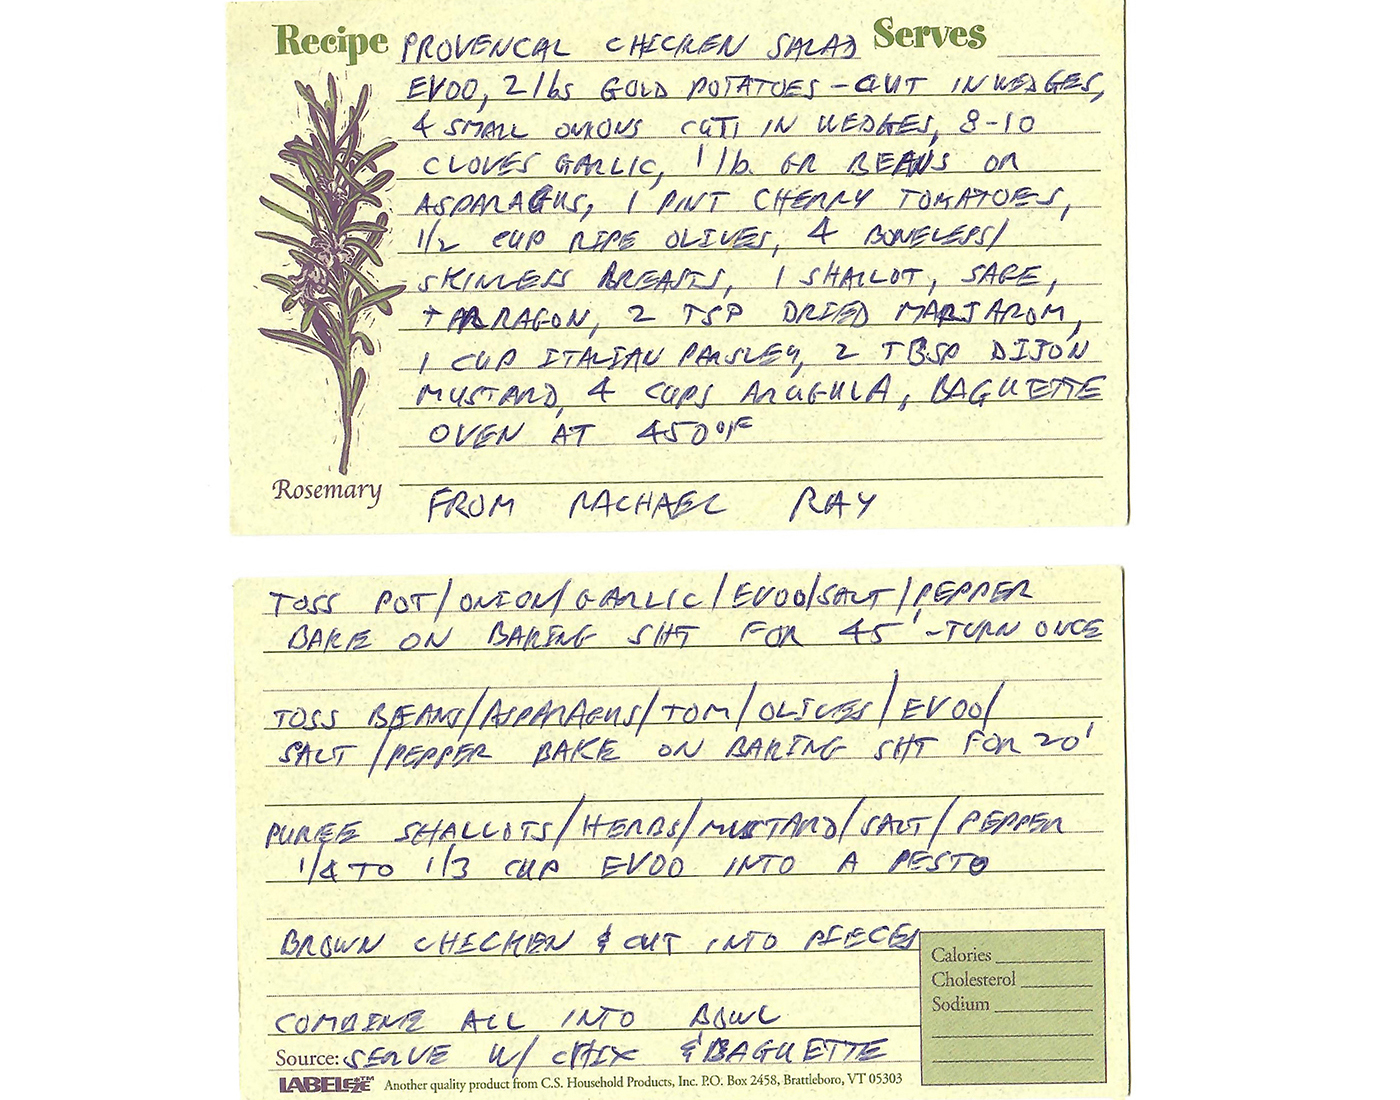 Recipe PROVENCAL CHICKEN SALAD Serves
EVOO, 2 lbs GOLD POTATOES - CUT IN WEDGES,
4 SMALL ONIONS CUT IN WEDGES, 8-10
CLOVES GARLIC, 1 lb. GR BEANS OR
ASPARAGUS, 1 PINT CHERRY TOMATOES,
1/2 CUP RIPE OLIVES, 4 BONELESS/
SKINLESS BREASTS, 1 SHALLOT, SAGE,
TARRAGON, 2 TSP DRIED MARJAROM,
1 CUP ITALIAN PARSLEY, 2 TBSP DIJON
MUSTARD, 4 CUPS ARUGULA, BAGUETTE
OVEN AT 450°F
Rosemary
FROM RACHAEL RAY
TOSS POT/ONION/GARLIC/EVOO/SALT/PEPPER
BAKE ON BAKING SHT FOR 45' - TURN ONCE
TOSS BEANS/ASPARAGUS/TOM/OLIVES/EVOO/
SALT/PEPPER BAKE ON BAKING SHT FOR 20'
PUREE SHALLOTS/HERBS/MUSTARD/SALT/PEPPER
1/4 TO 1/3 CUP EVOO INTO A PESTO
BROWN CHICKEN & CUT INTO PIECES
Calories
Cholesterol
Sodium
COMBINE ALL INTO BOWL
Source: SERVE W/ CHIX & BAGUETTE
LABELEZE™ Another quality product from C.S. Household Products, Inc. P.O. Box 2458, Brattleboro, VT 05303